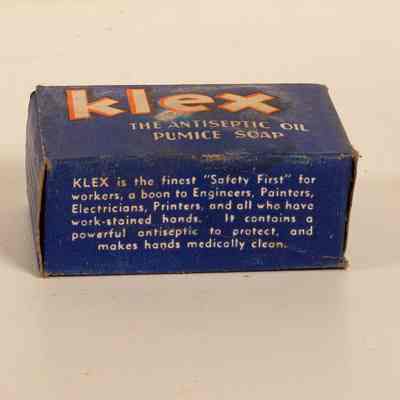 klex
THE ANTISEPTIC OIL
PUMICE SOAP
KLEX is the finest "Safety First" for
workers, a boon to Engineers, Painters,
Electricians, Printers, and all who have
work-stained hands. It contains a
powerful antiseptic to protect, and
makes hands medically clean.